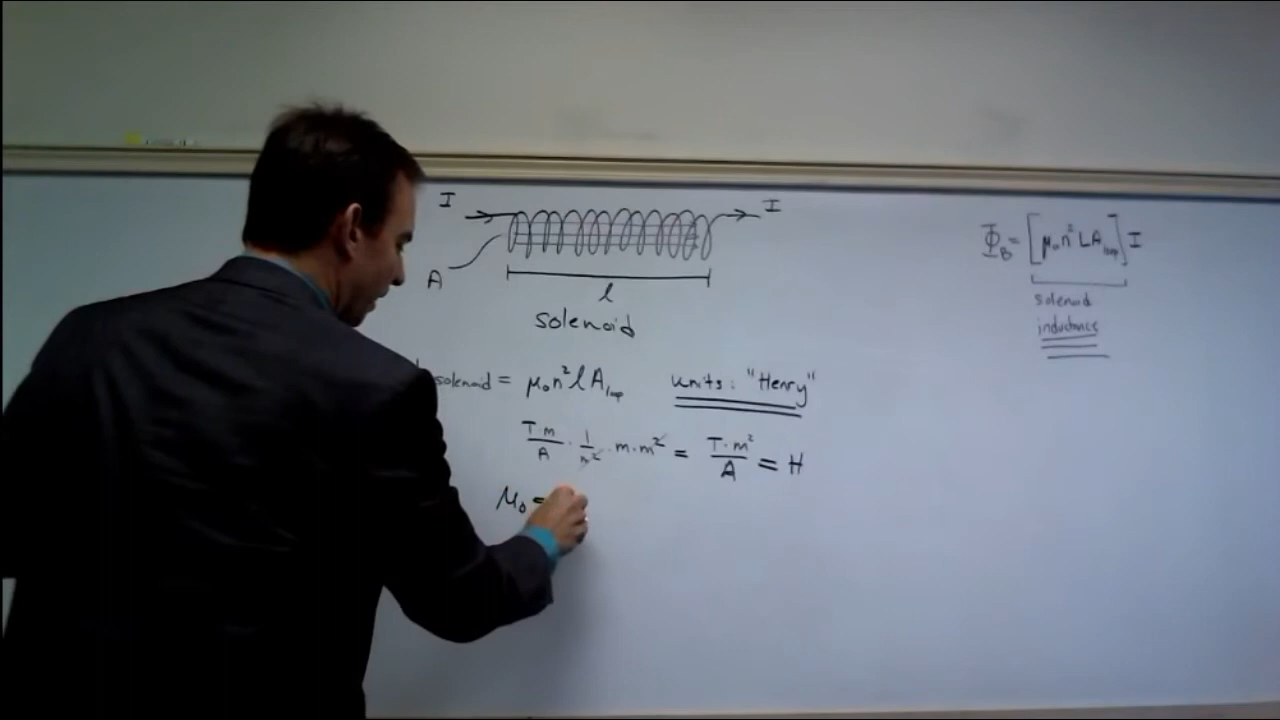 I I
A
l
solenoid
solenoid = μ₀n²lA_loop units: "Henry"
T·m/A · 1/m² · m·m² = T·m²/A = H
μ₀ =
Φ_B = [μ₀n²LA_loop] I
solenoid
inductance